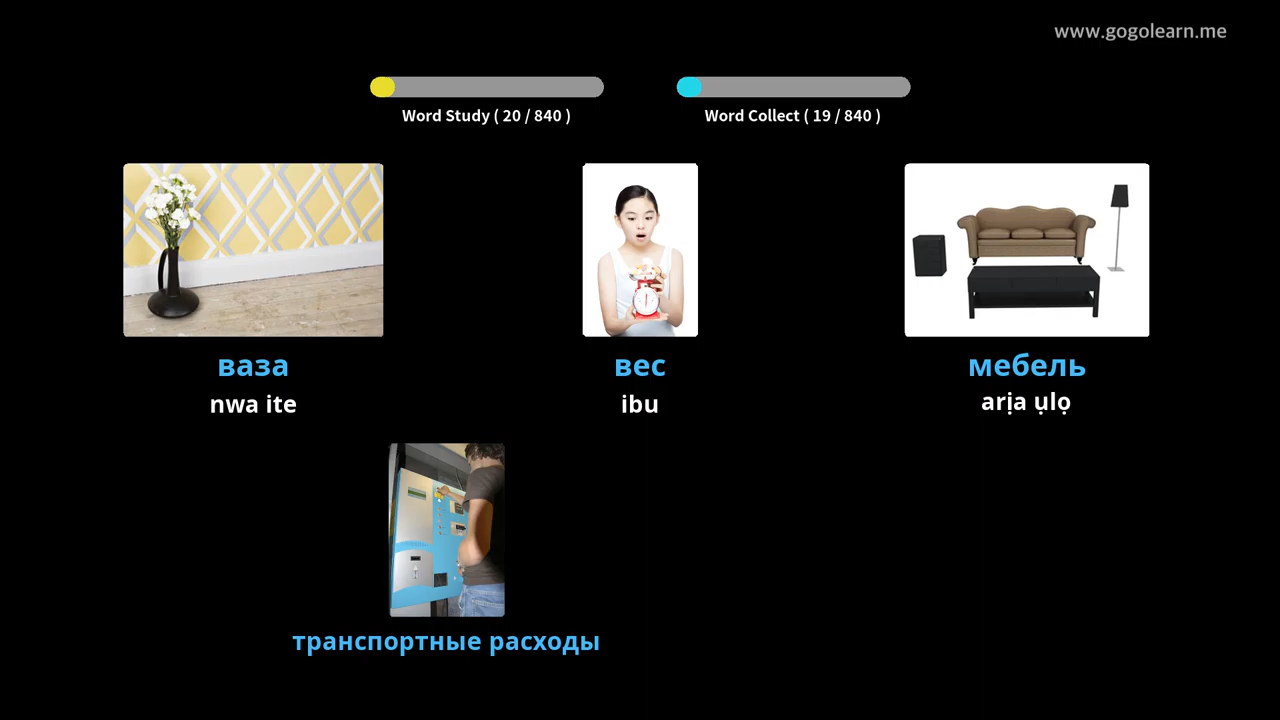 www.gogolearn.me
Word Study ( 20 / 840 )
Word Collect ( 19 / 840 )
ваза
nwa ite
вес
ibu
мебель
arịa ụlọ
транспортные расходы